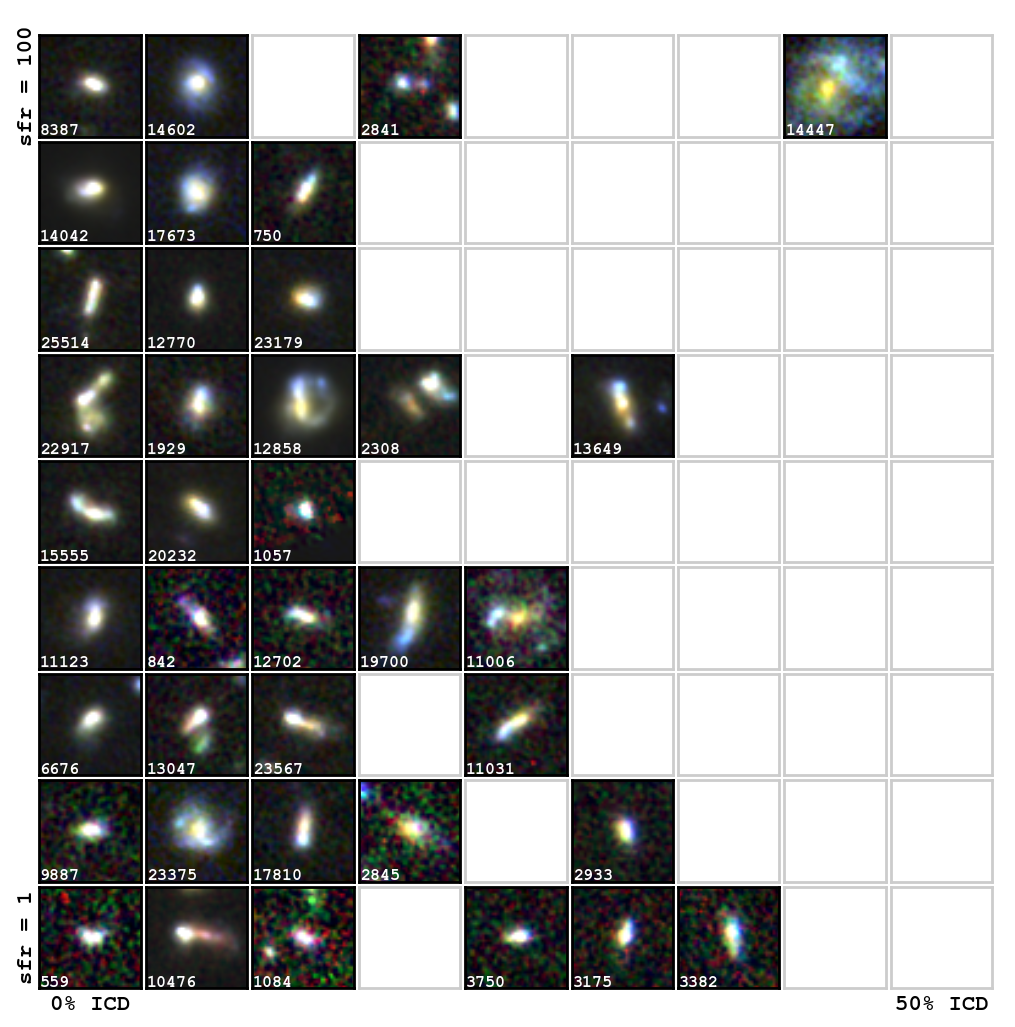 sfr = 100
8387 14602 2841 14447
14042 17673 750
25514 12770 23179
22917 1929 12858 2308 13649
15555 20232 1057
11123 842 12702 19700 11006
6676 13047 23567 11031
9887 23375 17810 2845 2933
sfr = 1
559 10476 1084 3750 3175 3382
0% ICD 50% ICD